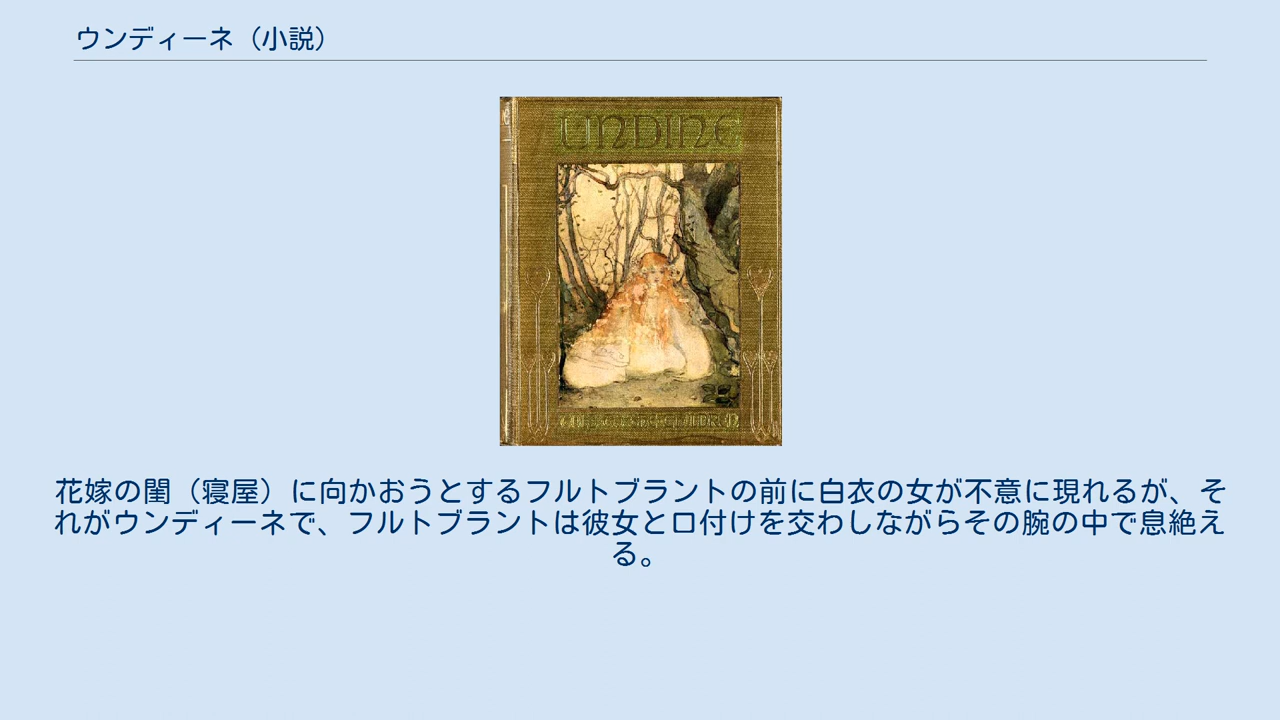 ウンディーネ（小説）
UNDINE
花嫁の閨（寝屋）に向かおうとするフルトブラントの前に白衣の女が不意に現れるが、そ
れがウンディーネで、フルトブラントは彼女と口付けを交わしながらその腕の中で息絶え
る。